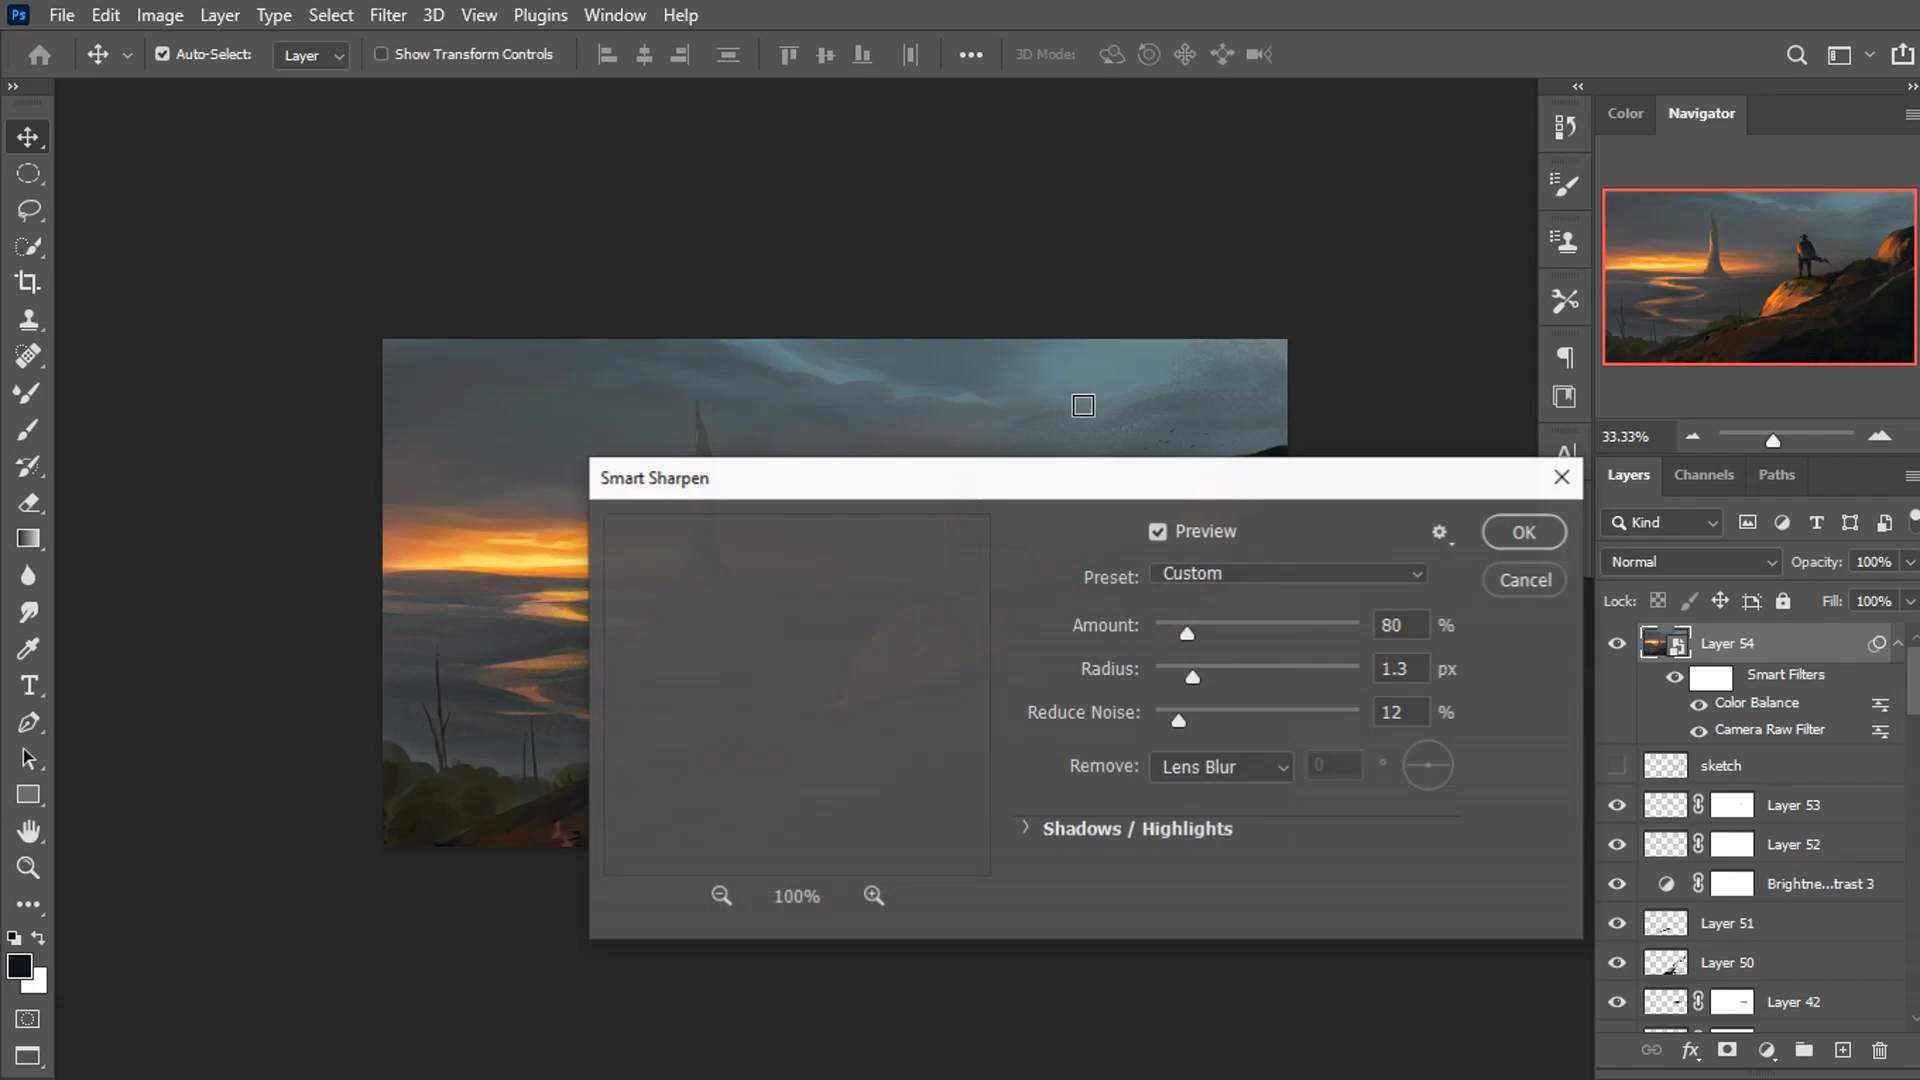 Ps File Edit Image Layer Type Select Filter 3D View Plugins Window Help
Auto-Select: Layer Show Transform Controls 3D Mode:
Color Navigator
33.33%
Layers Channels Paths
Kind
Normal Opacity: 100%
Lock: Fill: 100%
Layer 54
Smart Filters
Color Balance
Camera Raw Filter
sketch
Layer 53
Layer 52
Brightne...trast 3
Layer 51
Layer 50
Layer 42
fx
Smart Sharpen
Preview
OK
Preset: Custom
Cancel
Amount: 80 %
Radius: 1.3 px
Reduce Noise: 12 %
Remove: Lens Blur 0 °
Shadows / Highlights
100%